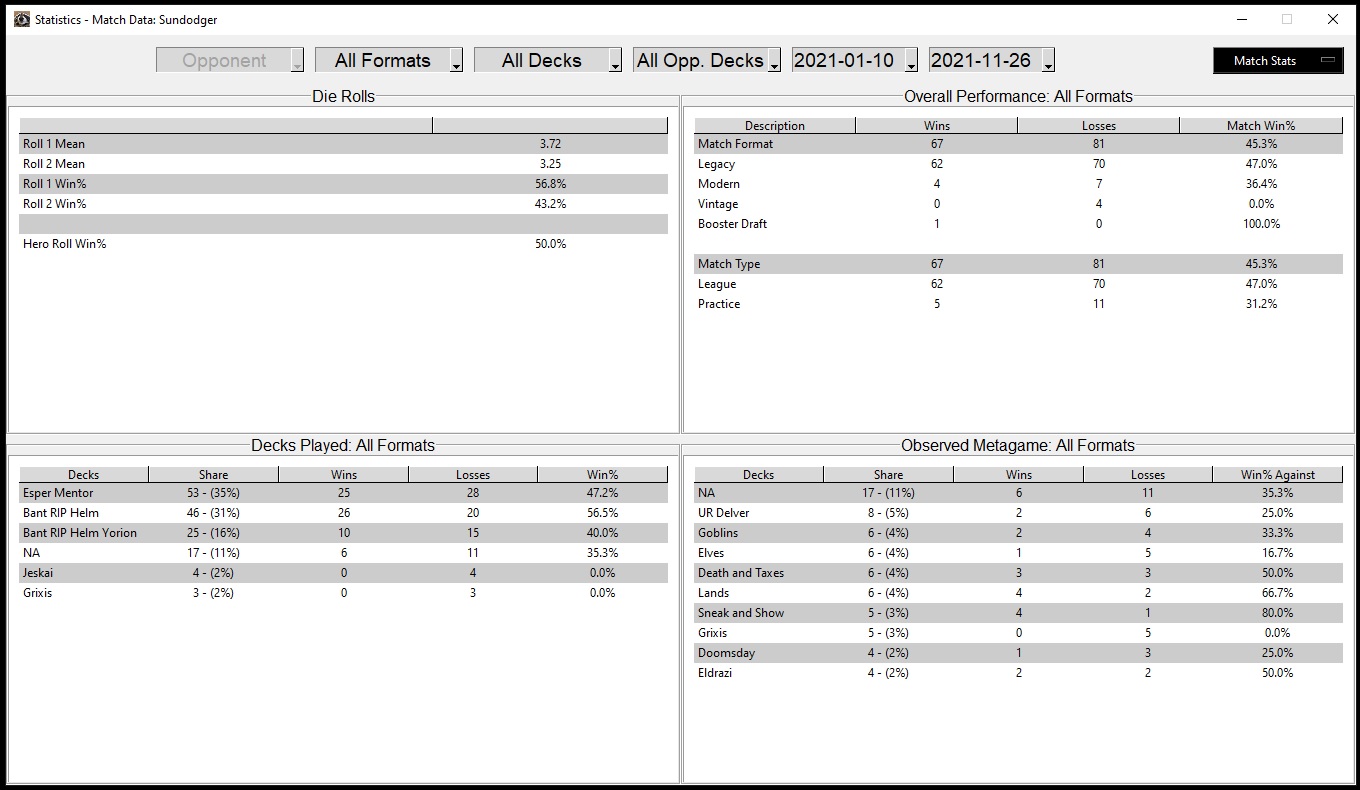 Statistics - Match Data: Sundodger
Opponent All Formats All Decks All Opp. Decks 2021-01-10 2021-11-26 Match Stats
Die Rolls
Roll 1 Mean 3.72
Roll 2 Mean 3.25
Roll 1 Win% 56.8%
Roll 2 Win% 43.2%
Hero Roll Win% 50.0%
Overall Performance: All Formats
Description Wins Losses Match Win%
Match Format 67 81 45.3%
Legacy 62 70 47.0%
Modern 4 7 36.4%
Vintage 0 4 0.0%
Booster Draft 1 0 100.0%
Match Type 67 81 45.3%
League 62 70 47.0%
Practice 5 11 31.2%
Decks Played: All Formats
Decks Share Wins Losses Win%
Esper Mentor 53 - (35%) 25 28 47.2%
Bant RIP Helm 46 - (31%) 26 20 56.5%
Bant RIP Helm Yorion 25 - (16%) 10 15 40.0%
NA 17 - (11%) 6 11 35.3%
Jeskai 4 - (2%) 0 4 0.0%
Grixis 3 - (2%) 0 3 0.0%
Observed Metagame: All Formats
Decks Share Wins Losses Win% Against
NA 17 - (11%) 6 11 35.3%
UR Delver 8 - (5%) 2 6 25.0%
Goblins 6 - (4%) 2 4 33.3%
Elves 6 - (4%) 1 5 16.7%
Death and Taxes 6 - (4%) 3 3 50.0%
Lands 6 - (4%) 4 2 66.7%
Sneak and Show 5 - (3%) 4 1 80.0%
Grixis 5 - (3%) 0 5 0.0%
Doomsday 4 - (2%) 1 3 25.0%
Eldrazi 4 - (2%) 2 2 50.0%